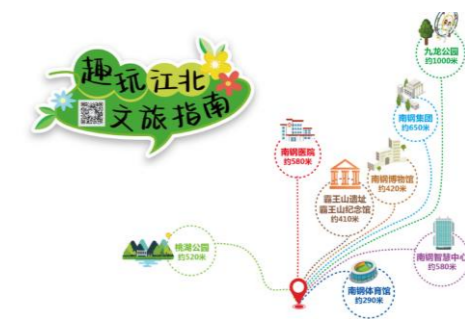 趣玩江北
文旅指南
九龙公园
约1000米
南钢集团
约650米
南钢医院
约580米
南钢博物馆
约420米
霸王山遗址
霸王山纪念馆
约410米
桃湖公园
约520米
南钢智慧中心
约580米
南钢体育馆
约290米